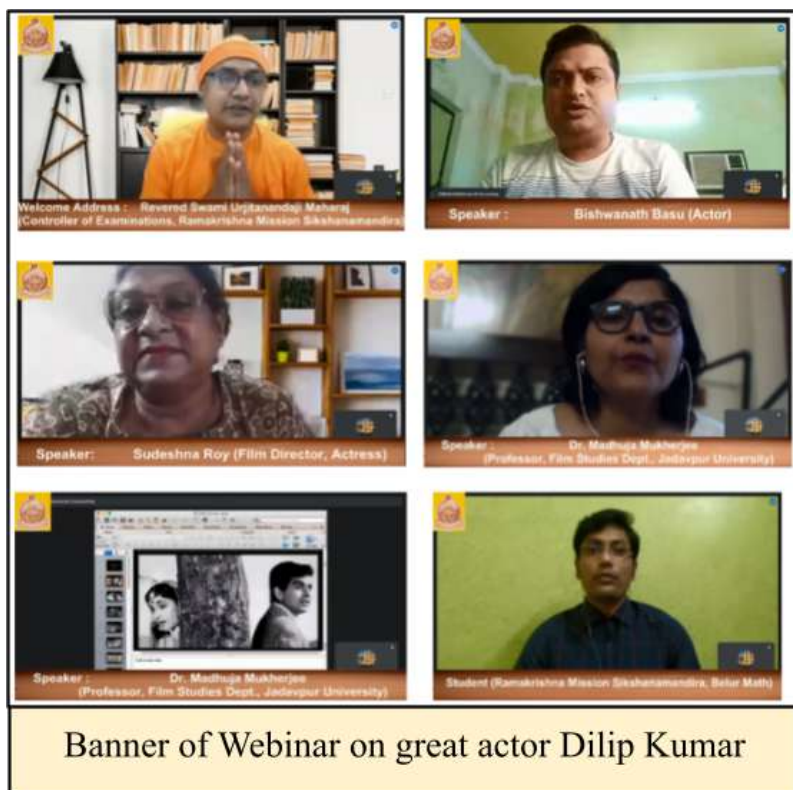 Welcome Address : Revered Swami Urjitanandaji Maharaj
(Controller of Examinations, Ramakrishna Mission Sikshanamandira)
Speaker : Bishwanath Basu (Actor)
Speaker: Sudeshna Roy (Film Director, Actress)
Speaker : Dr. Madhuja Mukherjee
(Professor, Film Studies Dept., Jadavpur University)
Speaker : Dr. Madhuja Mukherjee
(Professor, Film Studies Dept., Jadavpur University)
Student (Ramakrishna Mission Sikshanamandira, Belur Math)
Banner of Webinar on great actor Dilip Kumar